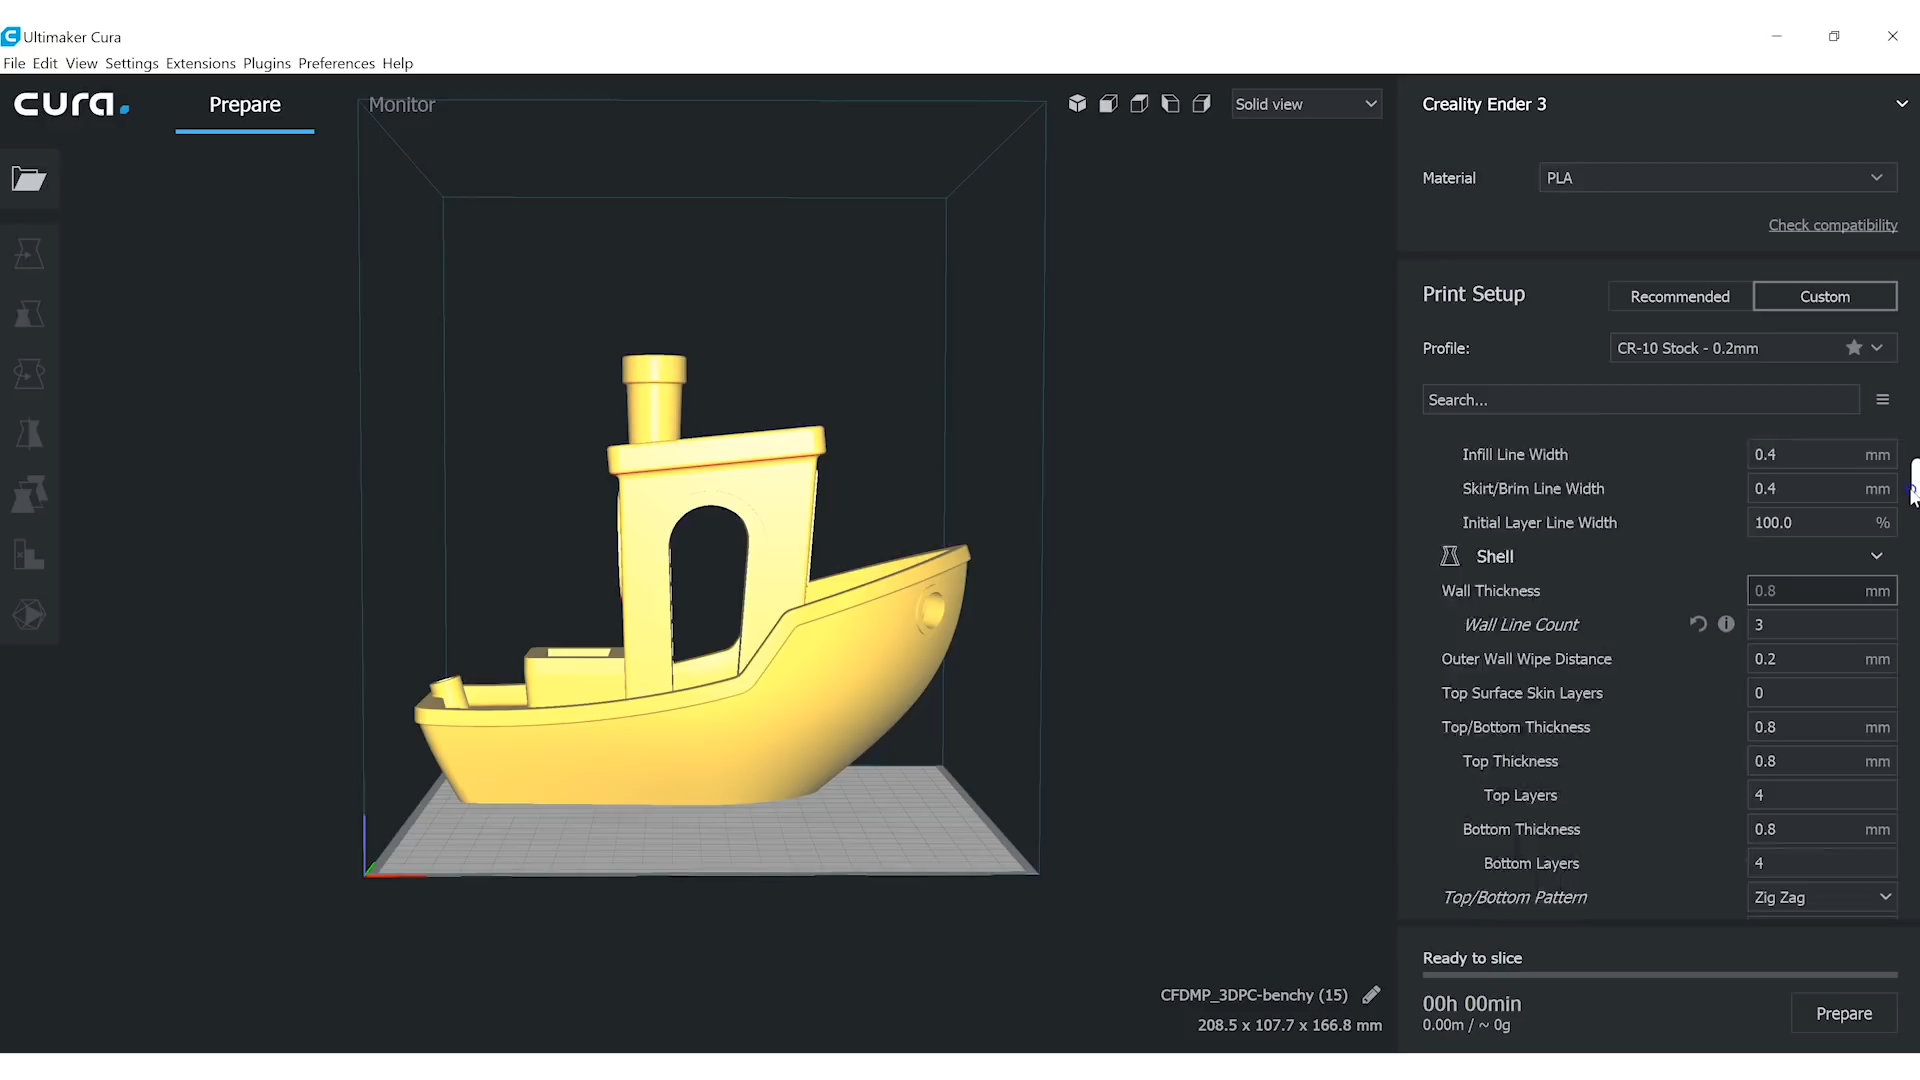 Ultimaker Cura
File Edit View Settings Extensions Plugins Preferences Help
cura.
Prepare
Monitor
Solid view
Creality Ender 3
Material
PLA
Check compatibility
Print Setup
Recommended
Custom
Profile:
CR-10 Stock - 0.2mm
Search...
Infill Line Width 0.4 mm
Skirt/Brim Line Width 0.4 mm
Initial Layer Line Width 100.0 %
Shell
Wall Thickness 0.8 mm
Wall Line Count 3
Outer Wall Wipe Distance 0.2 mm
Top Surface Skin Layers 0
Top/Bottom Thickness 0.8 mm
Top Thickness 0.8 mm
Top Layers 4
Bottom Thickness 0.8 mm
Bottom Layers 4
Top/Bottom Pattern Zig Zag
Ready to slice
00h 00min
0.00m / ~ 0g
Prepare
CFDMP_3DPC-benchy (15)
208.5 x 107.7 x 166.8 mm